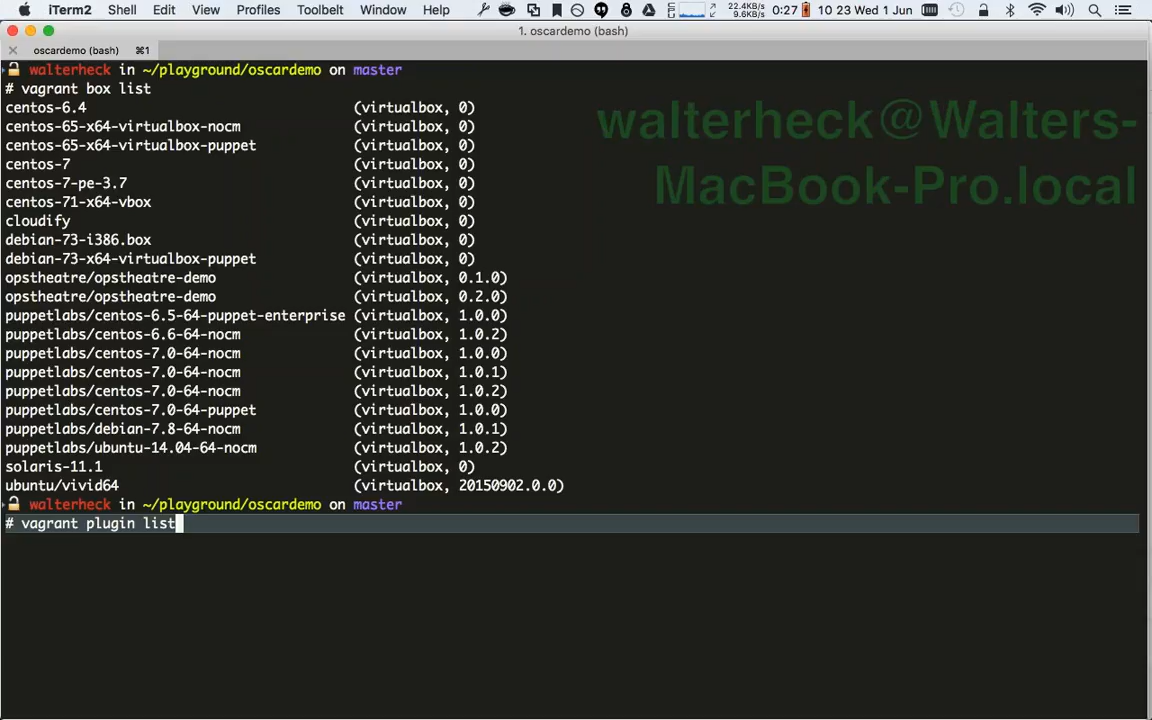 iTerm2 Shell Edit View Profiles Toolbelt Window Help 22.4KB/s 9.6KB/s 0:27 10 23 Wed 1 Jun
1. oscardemo (bash)
oscardemo (bash) ⌘1
walterheck in ~/playground/oscardemo on master
# vagrant box list
centos-6.4 (virtualbox, 0)
centos-65-x64-virtualbox-nocm (virtualbox, 0)
centos-65-x64-virtualbox-puppet (virtualbox, 0)
centos-7 (virtualbox, 0)
centos-7-pe-3.7 (virtualbox, 0)
centos-71-x64-vbox (virtualbox, 0)
cloudify (virtualbox, 0)
debian-73-i386.box (virtualbox, 0)
debian-73-x64-virtualbox-puppet (virtualbox, 0)
opstheatre/opstheatre-demo (virtualbox, 0.1.0)
opstheatre/opstheatre-demo (virtualbox, 0.2.0)
puppetlabs/centos-6.5-64-puppet-enterprise (virtualbox, 1.0.0)
puppetlabs/centos-6.6-64-nocm (virtualbox, 1.0.2)
puppetlabs/centos-7.0-64-nocm (virtualbox, 1.0.0)
puppetlabs/centos-7.0-64-nocm (virtualbox, 1.0.1)
puppetlabs/centos-7.0-64-nocm (virtualbox, 1.0.2)
puppetlabs/centos-7.0-64-puppet (virtualbox, 1.0.0)
puppetlabs/debian-7.8-64-nocm (virtualbox, 1.0.1)
puppetlabs/ubuntu-14.04-64-nocm (virtualbox, 1.0.2)
solaris-11.1 (virtualbox, 0)
ubuntu/vivid64 (virtualbox, 20150902.0.0)
walterheck in ~/playground/oscardemo on master
# vagrant plugin list
walterheck@Walters-
MacBook-Pro.local